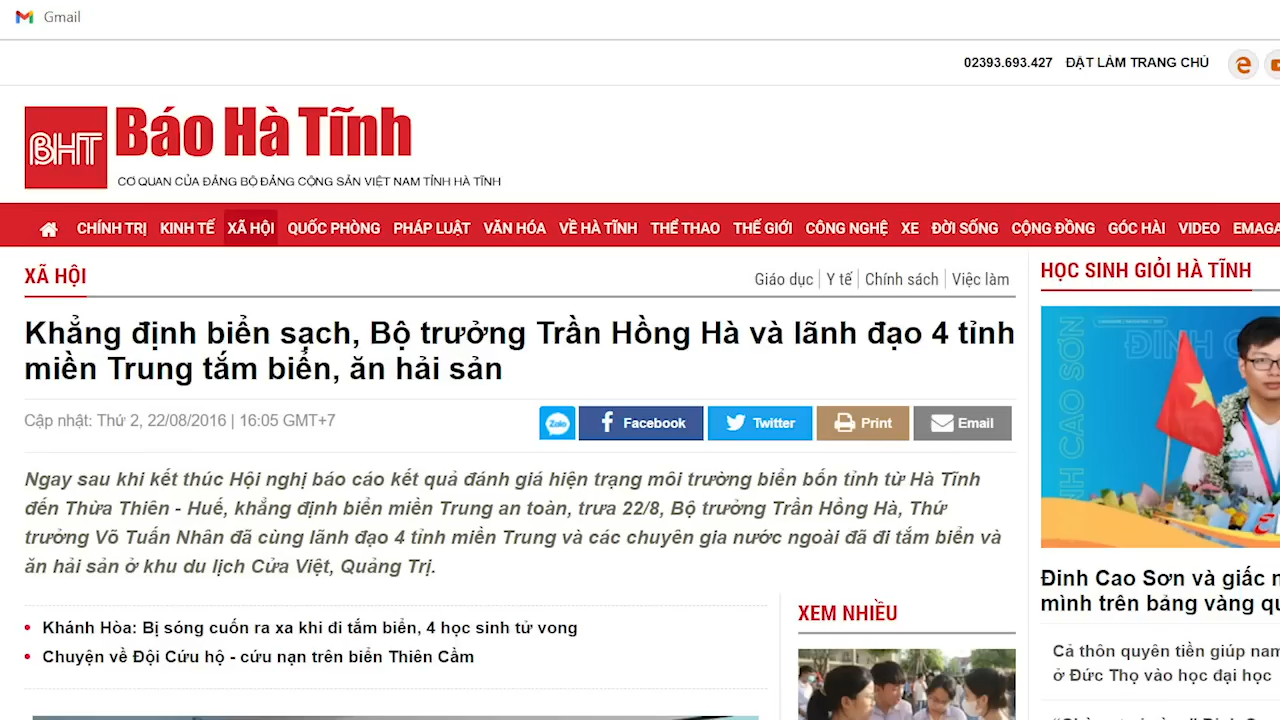 Gmail
02393.693.427 ĐẶT LÀM TRANG CHỦ
BHT
Báo Hà Tĩnh
CƠ QUAN CỦA ĐẢNG BỘ ĐẢNG CỘNG SẢN VIỆT NAM TỈNH HÀ TĨNH
CHÍNH TRỊ KINH TẾ XÃ HỘI QUỐC PHÒNG PHÁP LUẬT VĂN HÓA VỀ HÀ TĨNH THỂ THAO THẾ GIỚI CÔNG NGHỆ XE ĐỜI SỐNG CỘNG ĐỒNG GÓC HÀI VIDEO EMAGA
XÃ HỘI
Giáo dục Y tế Chính sách Việc làm
Khẳng định biển sạch, Bộ trưởng Trần Hồng Hà và lãnh đạo 4 tỉnh
miền Trung tắm biển, ăn hải sản
Cập nhật: Thứ 2, 22/08/2016 | 16:05 GMT+7
Zalo Facebook Twitter Print Email
Ngay sau khi kết thúc Hội nghị báo cáo kết quả đánh giá hiện trạng môi trường biển bốn tỉnh từ Hà Tĩnh
đến Thừa Thiên - Huế, khẳng định biển miền Trung an toàn, trưa 22/8, Bộ trưởng Trần Hồng Hà, Thứ
trưởng Võ Tuấn Nhân đã cùng lãnh đạo 4 tỉnh miền Trung và các chuyên gia nước ngoài đã đi tắm biển và
ăn hải sản ở khu du lịch Cửa Việt, Quảng Trị.
Khánh Hòa: Bị sóng cuốn ra xa khi đi tắm biển, 4 học sinh tử vong
Chuyện về Đội Cứu hộ - cứu nạn trên biển Thiên Cầm
XEM NHIỀU
HỌC SINH GIỎI HÀ TĨNH
ĐINH CAO SƠN
Đinh Cao Sơn và giấc
mình trên bảng vàng
Cả thôn quyên tiền giúp
ở Đức Thọ vào học đại học